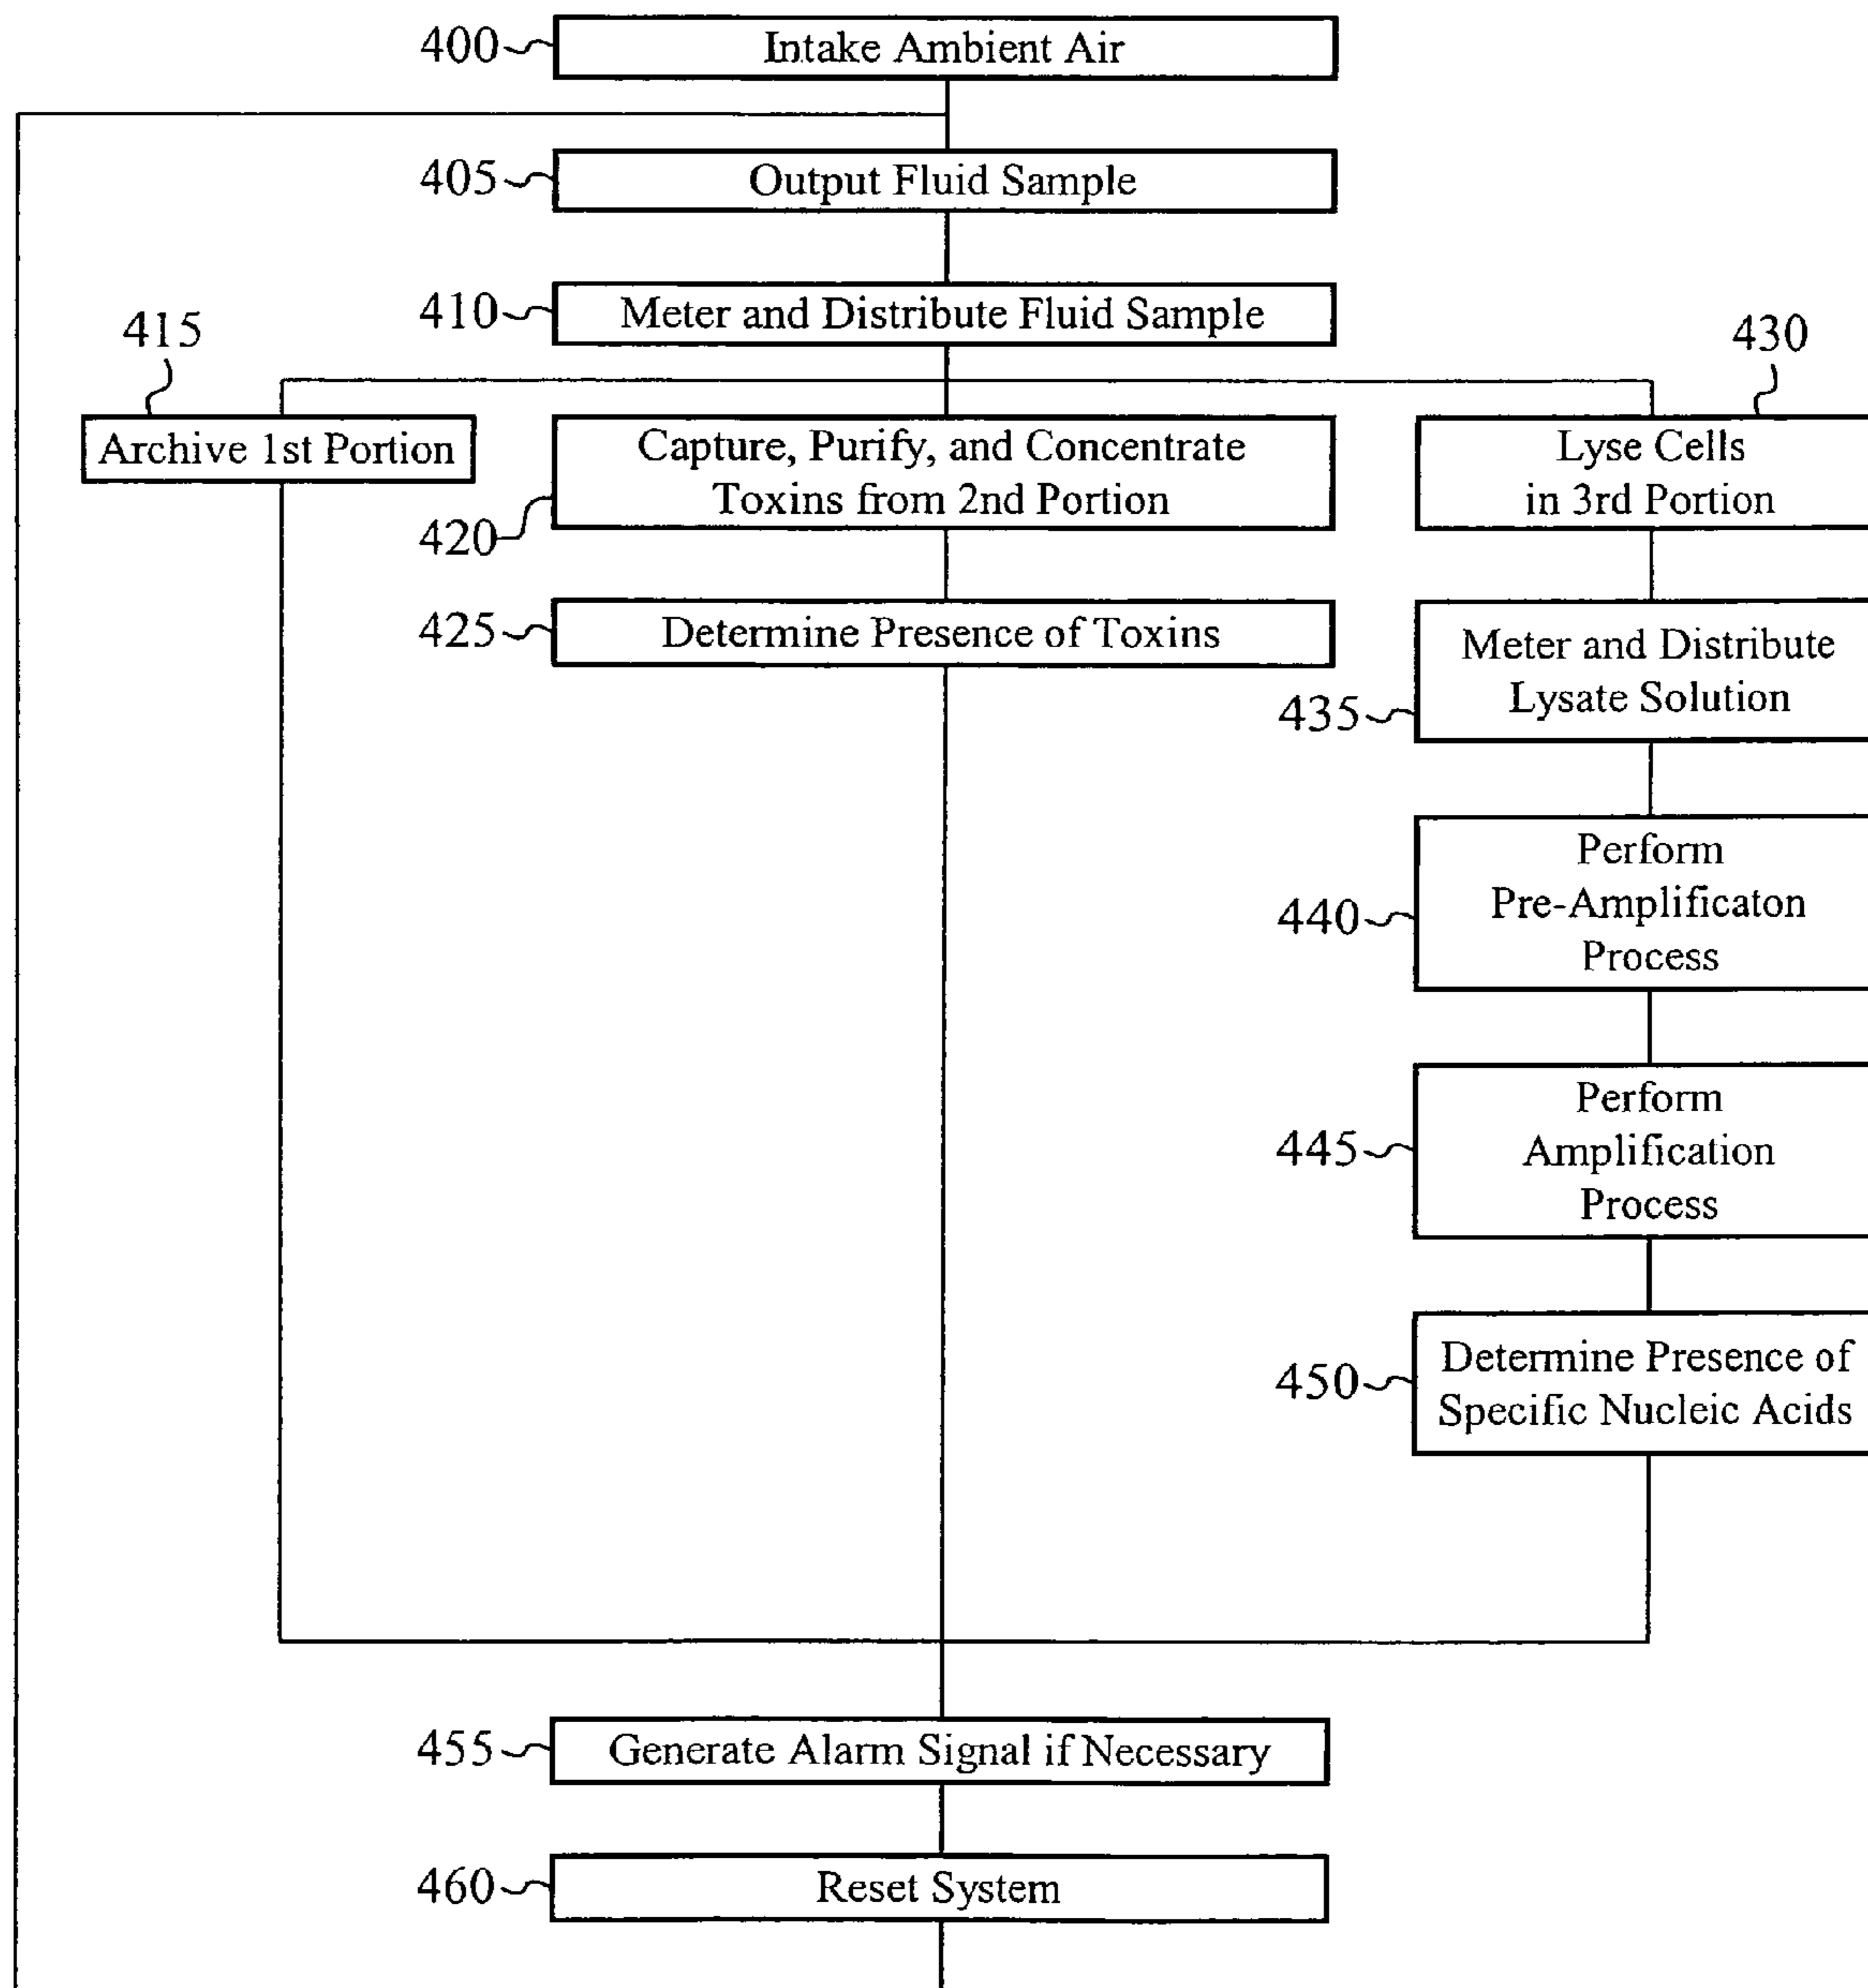 400
Intake Ambient Air
405
Output Fluid Sample
410
Meter and Distribute Fluid Sample
415
Archive 1st Portion
420
Capture, Purify, and Concentrate
Toxins from 2nd Portion
425
Determine Presence of Toxins
430
Lyse Cells
in 3rd Portion
435
Meter and Distribute
Lysate Solution
440
Perform
Pre-Amplificaton
Process
445
Perform
Amplification
Process
450
Determine Presence of
Specific Nucleic Acids
455
Generate Alarm Signal if Necessary
460
Reset System